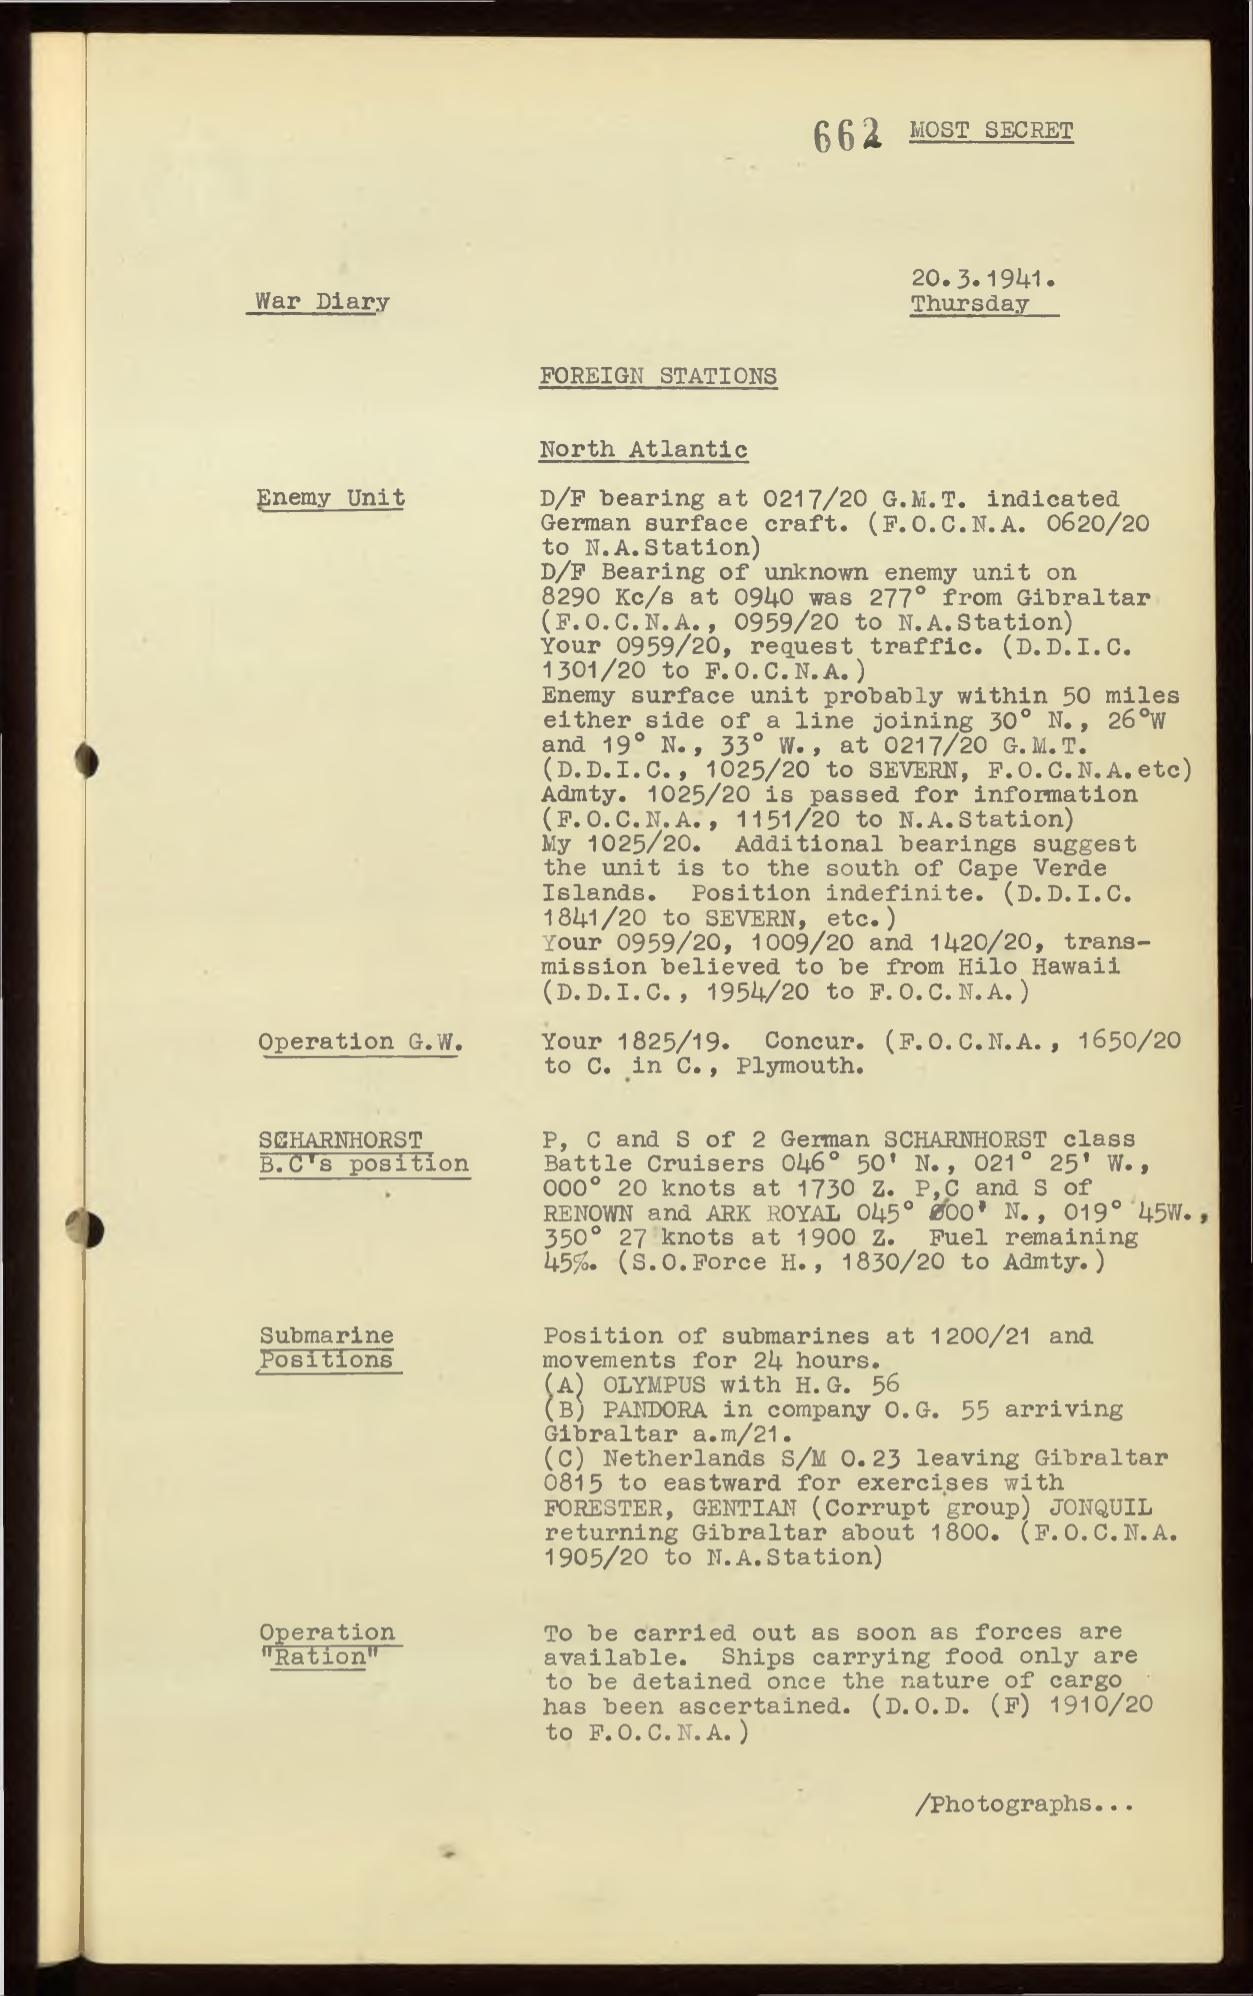 662 MOST SECRET
20.3.1941.
War Diary
Thursday
FOREIGN STATIONS
North Atlantic
Enemy Unit
D/F bearing at 0217/20 G.M.T. indicated
German surface craft. (F.O.C.N.A. 0620/20
to N.A.Station)
D/F Bearing of unknown enemy unit on
8290 Kc/s at 0940 was 277° from Gibraltar
(F.O.C.N.A., 0959/20 to N.A.Station)
Your 0959/20, request traffic. (D.D.I.C.
1301/20 to F.O.C.N.A.)
Enemy surface unit probably within 50 miles
either side of a line joining 30° N., 26°W
and 19° N., 33° W., at 0217/20 G.M.T.
(D.D.I.C., 1025/20 to SEVERN, F.O.C.N.A.etc)
Admty. 1025/20 is passed for information
(F.O.C.N.A., 1151/20 to N.A.Station)
My 1025/20. Additional bearings suggest
the unit is to the south of Cape Verde
Islands. Position indefinite. (D.D.I.C.
1841/20 to SEVERN, etc.)
Your 0959/20, 1009/20 and 1420/20, trans-
mission believed to be from Hilo Hawaii
(D.D.I.C., 1954/20 to F.O.C.N.A.)
Operation G.W.
Your 1825/19. Concur. (F.O.C.N.A., 1650/20
to C. in C., Plymouth.
SCHARNHORST
B.C's position
P, C and S of 2 German SCHARNHORST class
Battle Cruisers 046° 50' N., 021° 25' W.,
000° 20 knots at 1730 Z. P,C and S of
RENOWN and ARK ROYAL 045° 000' N., 019° 45W.,
350° 27 knots at 1900 Z. Fuel remaining
45%. (S.O.Force H., 1830/20 to Admty.)
Submarine
Positions
Position of submarines at 1200/21 and
movements for 24 hours.
(A) OLYMPUS with H.G. 56
(B) PANDORA in company O.G. 55 arriving
Gibraltar a.m/21.
(C) Netherlands S/M O.23 leaving Gibraltar
0815 to eastward for exercises with
FORESTER, GENTIAN (Corrupt group) JONQUIL
returning Gibraltar about 1800. (F.O.C.N.A.
1905/20 to N.A.Station)
Operation
"Ration"
To be carried out as soon as forces are
available. Ships carrying food only are
to be detained once the nature of cargo
has been ascertained. (D.O.D. (F) 1910/20
to F.O.C.N.A.)
/Photographs...